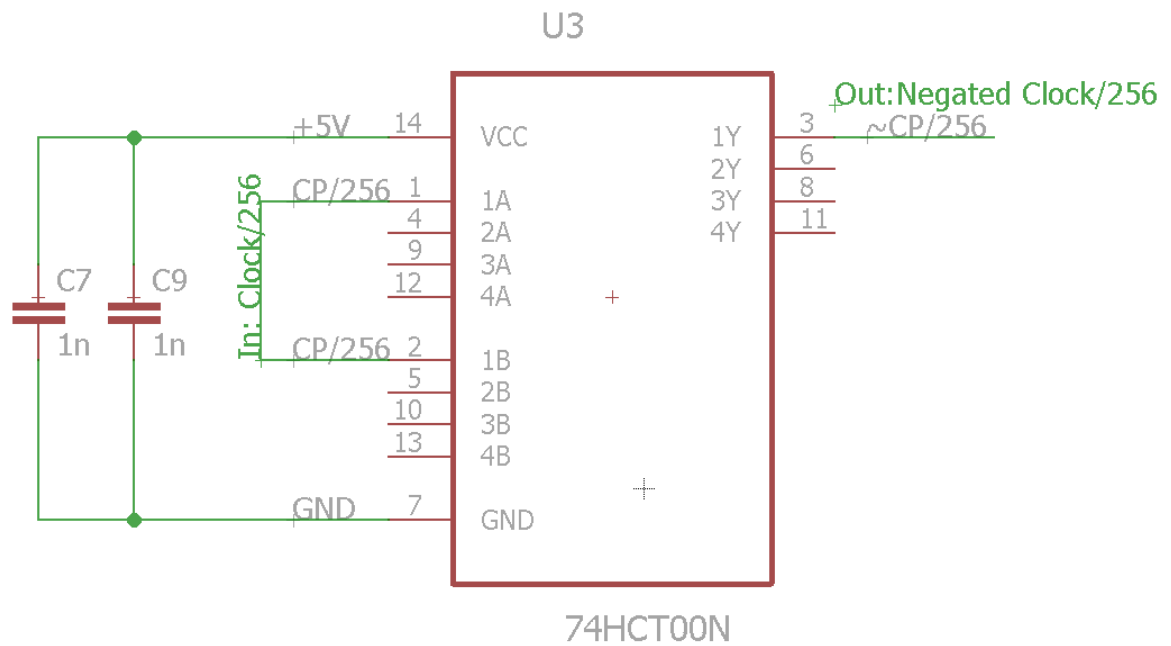 U3
Out:Negated Clock/256
+5V 14 VCC 1Y 3 ~CP/256
2Y 6
CP/256 1 1A 3Y 8
4 2A 4Y 11
9 3A
12 4A
In: Clock/256
C7 C9
1n 1n
CP/256 2 1B
5 2B
10 3B
13 4B
GND 7 GND
74HCT00N